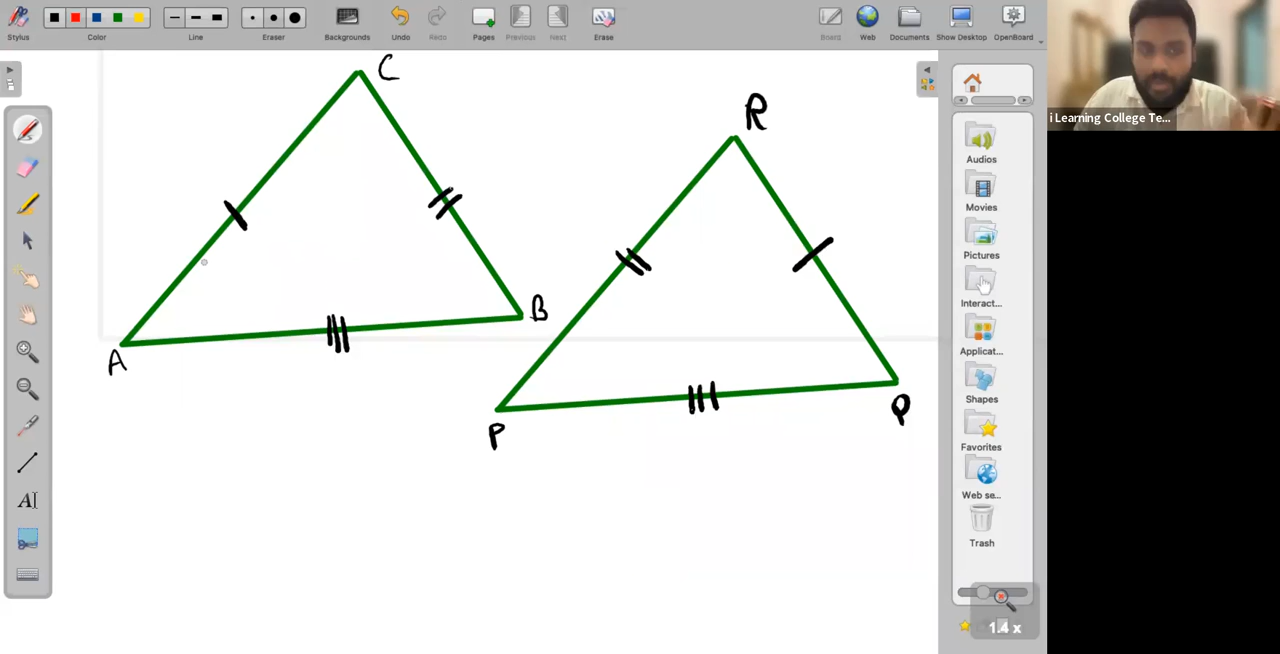 Stylus
Color
Line
Eraser
Backgrounds
Undo
Redo
Pages
Previous
Next
Erase
Board
Web
Documents
Show Desktop
OpenBoard
i Learning College Te...
C
R
B
A
P
Q
Audios
Movies
Pictures
Interact...
Applicat...
Shapes
Favorites
Web se...
Trash
1.4 x
A